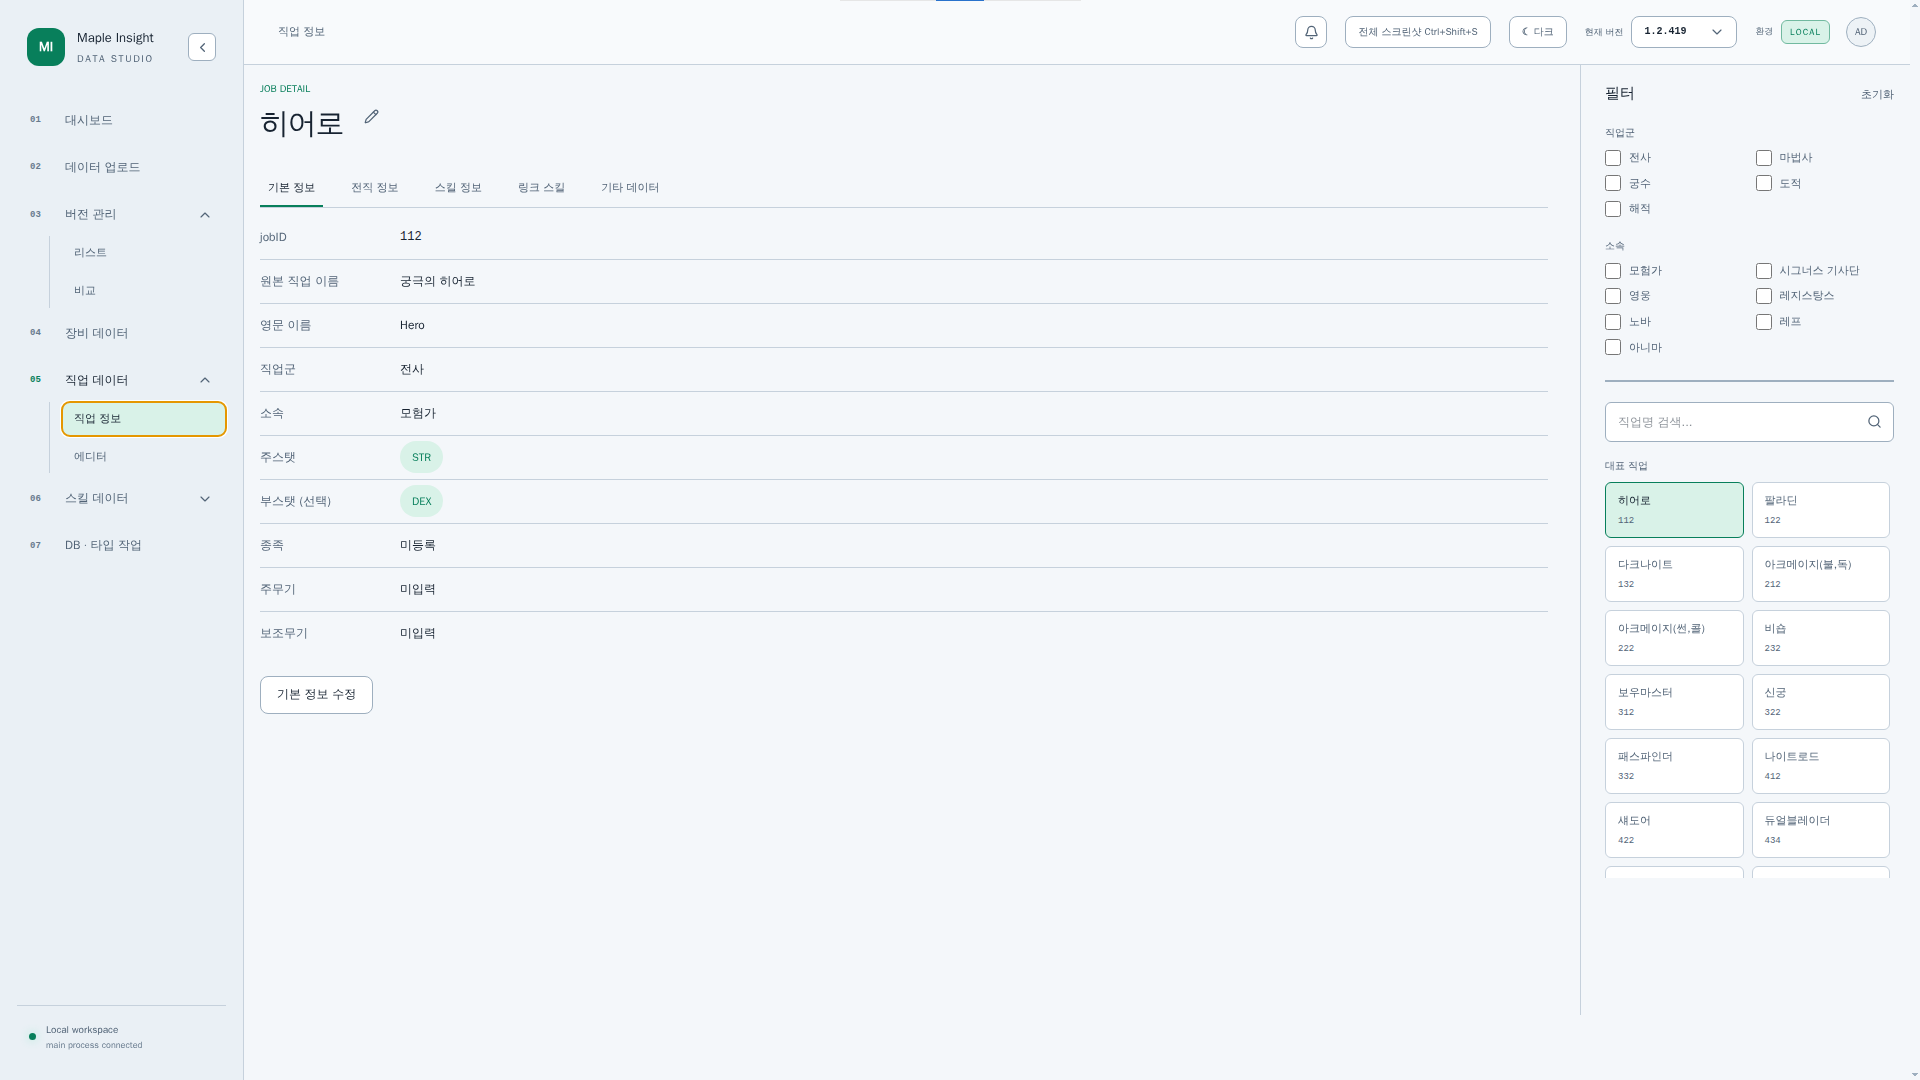 MI
Maple Insight
DATA STUDIO
01 대시보드
02 데이터 업로드
03 버전 관리
리스트
비교
04 장비 데이터
05 직업 데이터
직업 정보
에디터
06 스킬 데이터
07 DB · 타입 작업
Local workspace
main process connected
직업 정보
전체 스크린샷 Ctrl+Shift+S
☾ 다크
현재 버전
1.2.419
환경
LOCAL
AD
JOB DETAIL
히어로
기본 정보
전직 정보
스킬 정보
링크 스킬
기타 데이터
jobID 112
원본 직업 이름 궁극의 히어로
영문 이름 Hero
직업군 전사
소속 모험가
주스탯 STR
부스탯 (선택) DEX
종족 미등록
주무기 미입력
보조무기 미입력
기본 정보 수정
필터
초기화
직업군
전사
마법사
궁수
도적
해적
소속
모험가
시그너스 기사단
영웅
레지스탕스
노바
레프
아니마
직업명 검색...
대표 직업
히어로
112
팔라딘
122
다크나이트
132
아크메이지(불,독)
212
아크메이지(썬,콜)
222
비숍
232
보우마스터
312
신궁
322
패스파인더
332
나이트로드
412
섀도어
422
듀얼블레이더
434